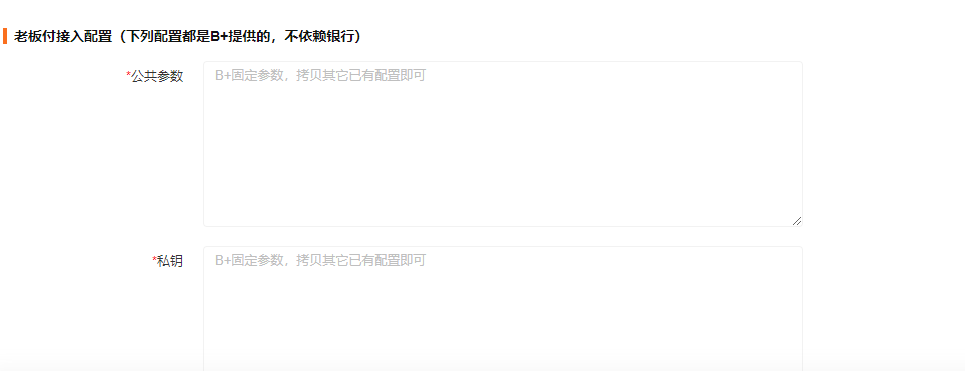 老板付接入配置（下列配置都是B+提供的，不依赖银行）
*公共参数
B+固定参数，拷贝其它已有配置即可
*私钥
B+固定参数，拷贝其它已有配置即可